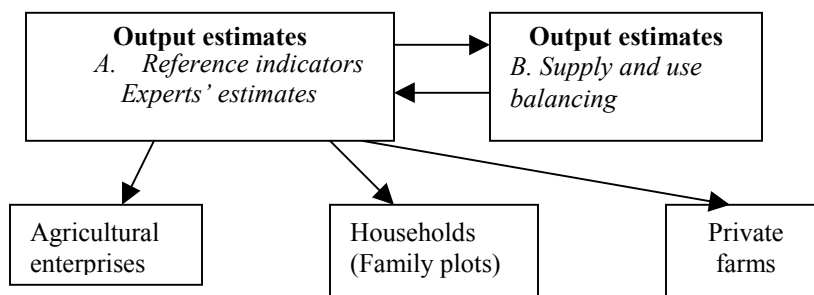 Output estimates
A. Reference indicators
Experts’ estimates
Output estimates
B. Supply and use
balancing
Agricultural
enterprises
Households
(Family plots)
Private
farms